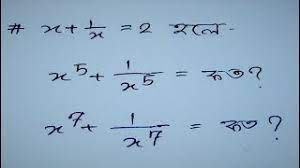 # x + 1/x = 2 হলে -
x⁵ + 1/x⁵ = কত?
x⁷ + 1/x⁷ = কত?